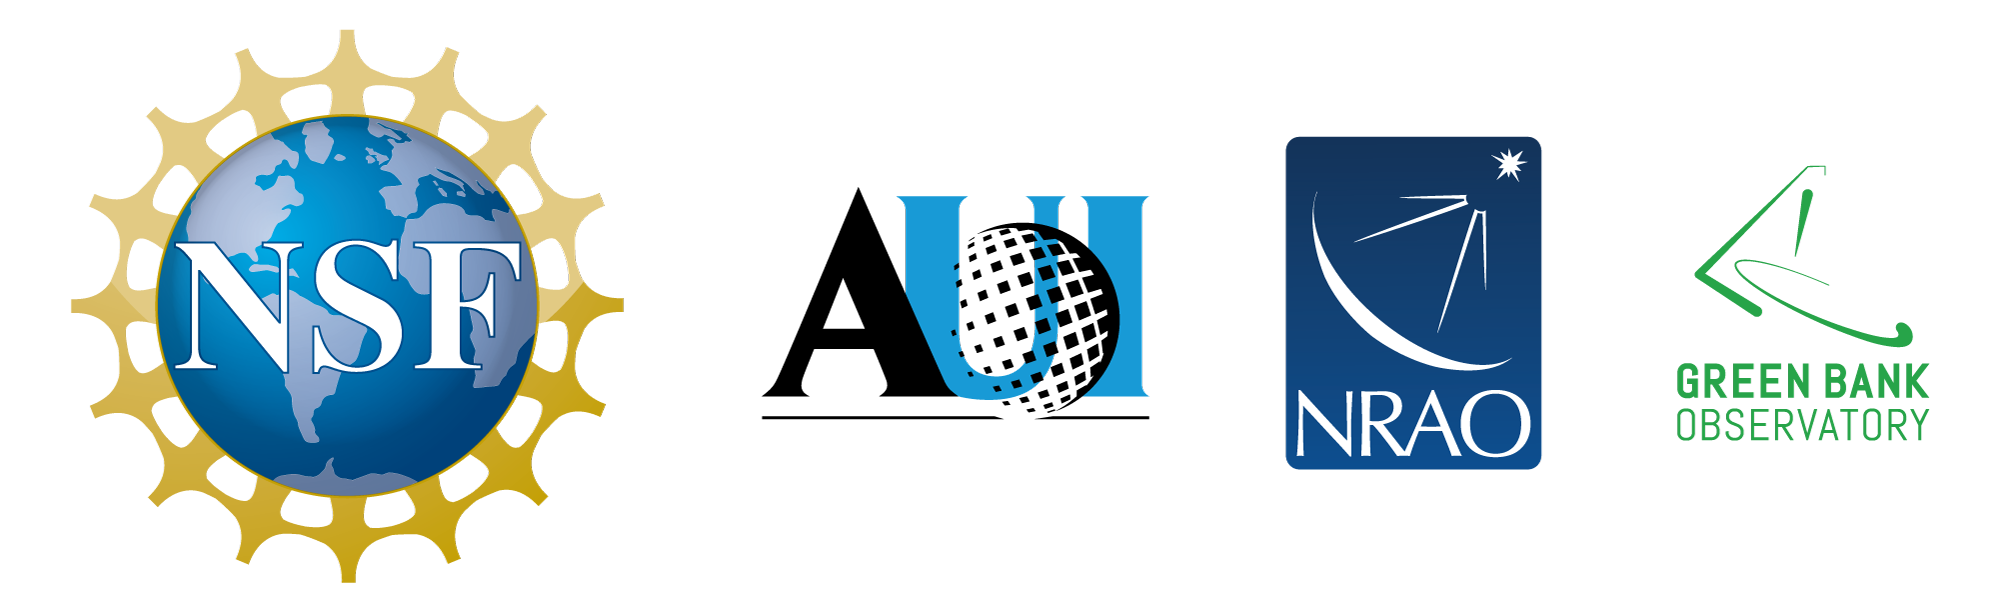 NSF
AUI
NRAO
GREEN BANK
OBSERVATORY